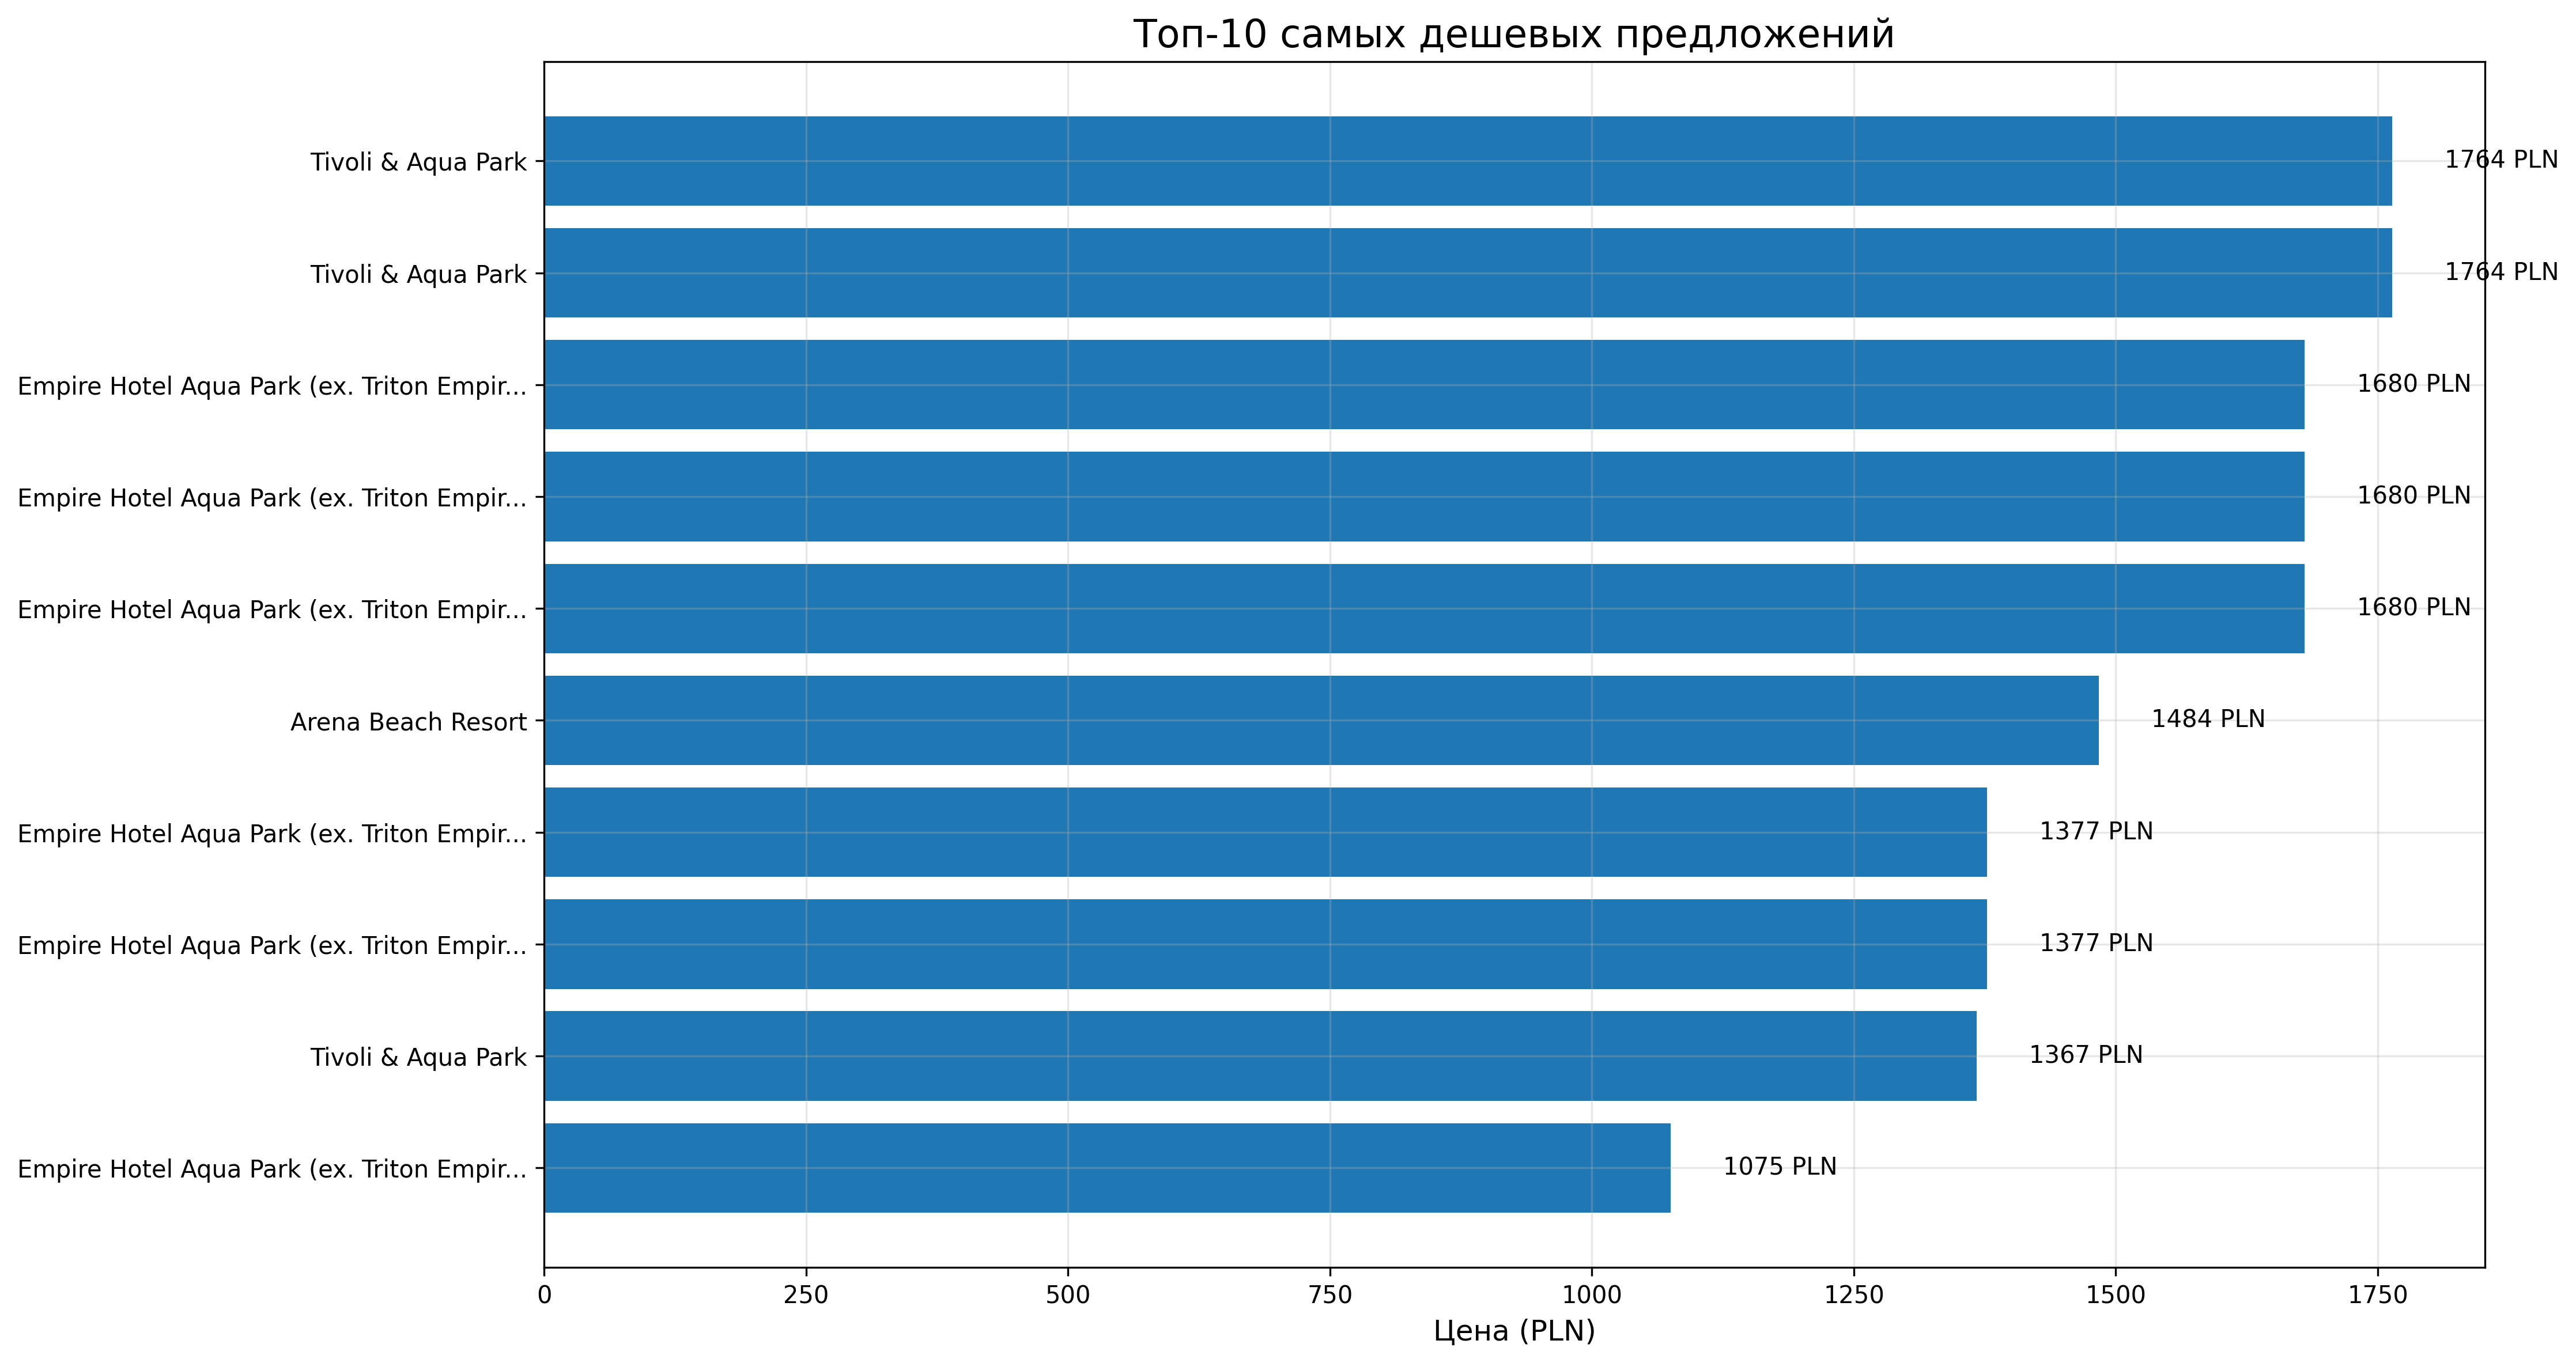 Топ-10 самых дешевых предложений
Tivoli & Aqua Park
1764 PLN
Tivoli & Aqua Park
1764 PLN
Empire Hotel Aqua Park (ex. Triton Empir...
1680 PLN
Empire Hotel Aqua Park (ex. Triton Empir...
1680 PLN
Empire Hotel Aqua Park (ex. Triton Empir...
1680 PLN
Arena Beach Resort
1484 PLN
Empire Hotel Aqua Park (ex. Triton Empir...
1377 PLN
Empire Hotel Aqua Park (ex. Triton Empir...
1377 PLN
Tivoli & Aqua Park
1367 PLN
Empire Hotel Aqua Park (ex. Triton Empir...
1075 PLN
0 250 500 750 1000 1250 1500 1750
Цена (PLN)